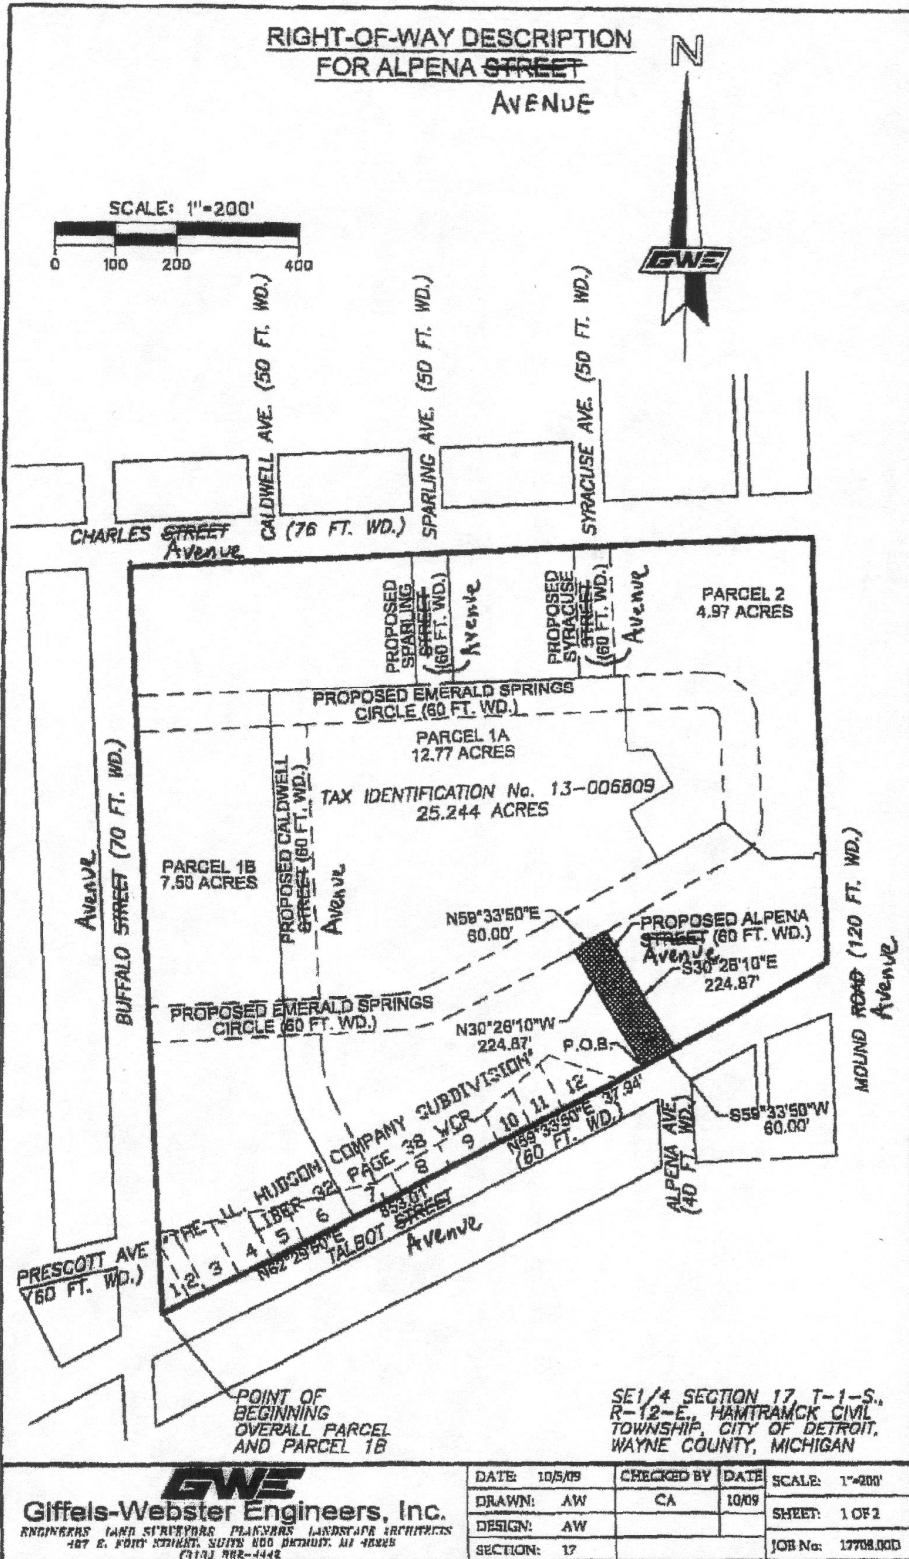 RIGHT-OF-WAY DESCRIPTION
FOR ALPENA STREET
AVENUE
N
SCALE: 1"=200'
0 100 200 400
GWE
CALDWELL AVE. (50 FT. WD.)
SPARLING AVE. (50 FT. WD.)
SYRACUSE AVE. (50 FT. WD.)
CHARLES STREET (76 FT. WD.)
Avenue
PROPOSED
SPARLING
STREET
(60 FT. WD.)
Avenue
PROPOSED
SYRACUSE
STREET
(60 FT. WD.)
Avenue
PARCEL 2
4.97 ACRES
PROPOSED EMERALD SPRINGS
CIRCLE (60 FT. WD.)
PARCEL 1A
12.77 ACRES
TAX IDENTIFICATION No. 13-006809
25.244 ACRES
PROPOSED CALDWELL
STREET (60 FT. WD.)
Avenue
PARCEL 1B
7.50 ACRES
BUFFALO STREET (70 FT. WD.)
Avenue
MOUND ROAD (120 FT. WD.)
Avenue
N59°33'50"E
60.00'
PROPOSED ALPENA
STREET (60 FT. WD.)
Avenue
S30°26'10"E
224.87'
PROPOSED EMERALD SPRINGS
CIRCLE (60 FT. WD.)
N30°26'10"W
224.87'
P.O.B.
S59°33'50"W
60.00'
ALPENA AVE
(40 FT. WD.)
HUDSON COMPANY SUBDIVISION"
LIBER 32 PAGE 38 WCR
1 2 3 4 5 6 7 8 9 10 11 12
N59°33'50"E 37.94'
(60 FT. WD.)
N62°29'50"E 853.01'
TALBOT STREET
Avenue
PRESCOTT AVE
(60 FT. WD.)
POINT OF
BEGINNING
OVERALL PARCEL
AND PARCEL 1B
SE1/4 SECTION 17, T-1-S.,
R-12-E., HAMTRAMCK CIVIL
TOWNSHIP, CITY OF DETROIT,
WAYNE COUNTY, MICHIGAN
GWE
Giffels-Webster Engineers, Inc.
ENGINEERS LAND SURVEYORS PLANNERS LANDSCAPE ARCHITECTS
407 E. FORT STREET, SUITE 600 DETROIT, MI 48226
(313) 962-4442
DATE: 10/5/09 CHECKED BY DATE SCALE: 1"=200'
DRAWN: AW CA 10/09
DESIGN: AW SHEET: 1 OF 2
SECTION: 17 JOB No: 17708.00D